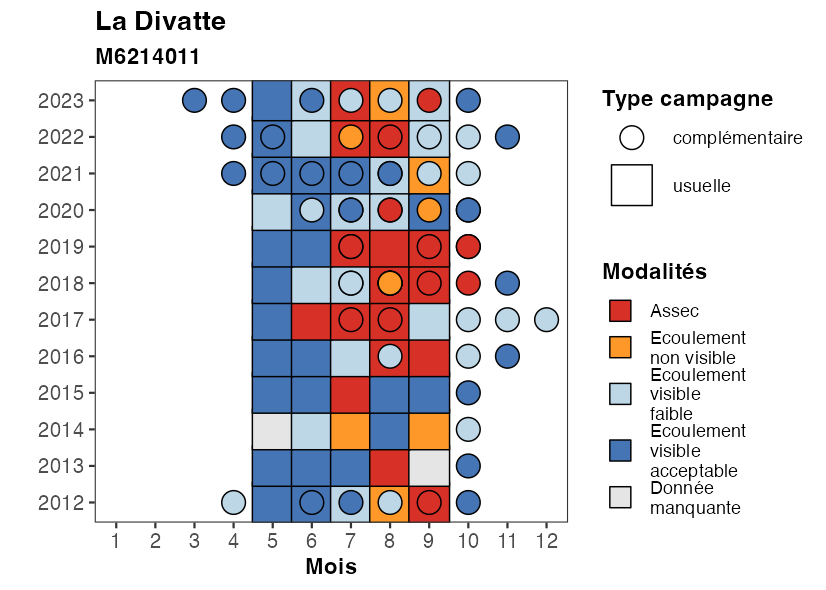 La Divatte
M6214011
2023
2022
2021
2020
2019
2018
2017
2016
2015
2014
2013
2012
1 2 3 4 5 6 7 8 9 10 11 12
Mois
Type campagne
complémentaire
usuelle
Modalités
Assec
Ecoulement
non visible
Ecoulement
visible
faible
Ecoulement
visible
acceptable
Donnée
manquante